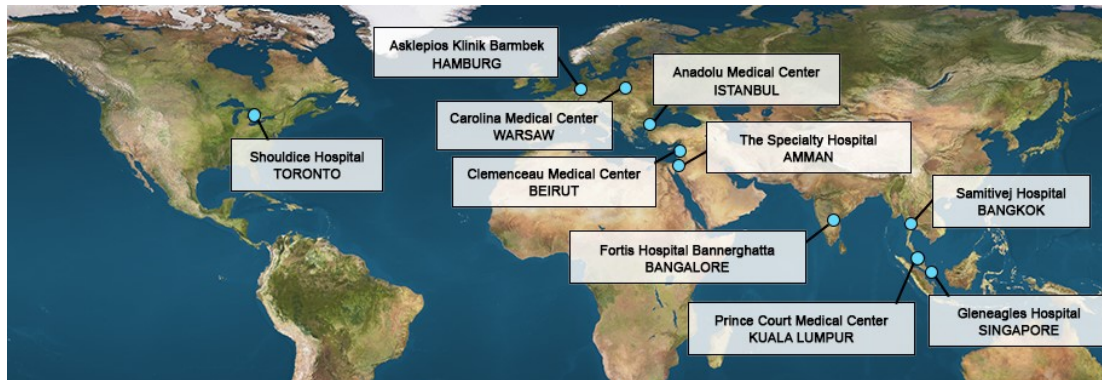 Asklepios Klinik Barmbek
HAMBURG
Anadolu Medical Center
ISTANBUL
Carolina Medical Center
WARSAW
The Specialty Hospital
AMMAN
Shouldice Hospital
TORONTO
Clemenceau Medical Center
BEIRUT
Samitivej Hospital
BANGKOK
Fortis Hospital Bannerghatta
BANGALORE
Prince Court Medical Center
KUALA LUMPUR
Gleneagles Hospital
SINGAPORE